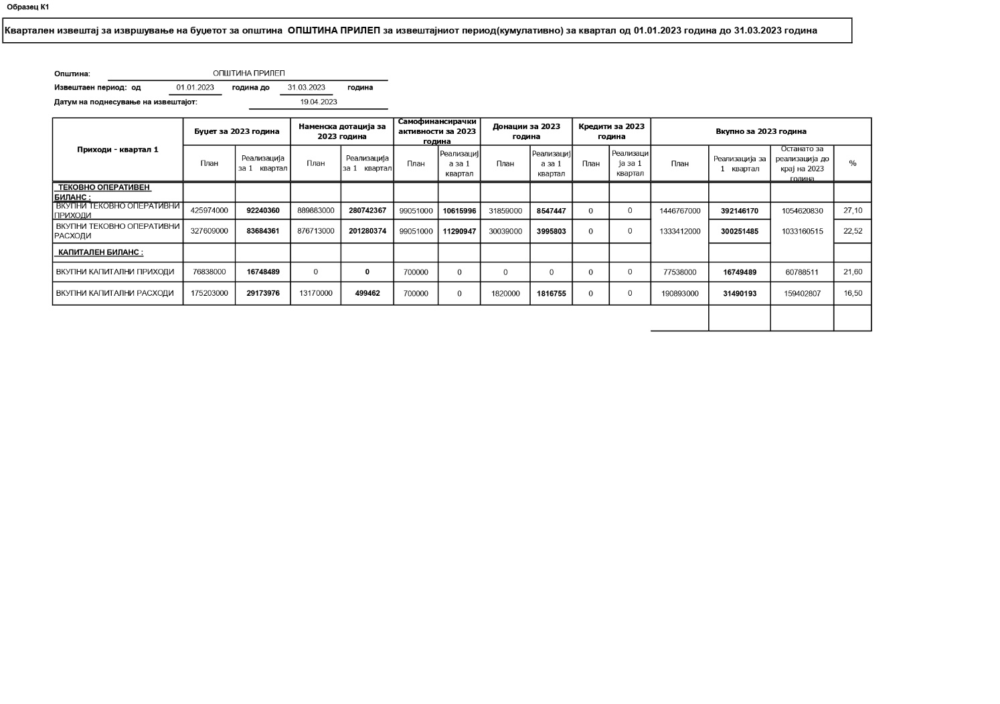 Образец К1
Квартален извештај за извршување на буџетот за општина ОПШТИНА ПРИЛЕП за извештајниот период(кумулативно) за квартал од 01.01.2023 година до 31.03.2023 година
Општина: ОПШТИНА ПРИЛЕП
Извештаен период: од 01.01.2023 година до 31.03.2023 година
Датум на поднесување на извештајот: 19.04.2023
Приходи - квартал 1
Буџет за 2023 година
Наменска дотација за
2023 година
Самофинансирачки
активности за 2023
година
Донации за 2023
година
Кредити за 2023
година
Вкупно за 2023 година
План
Реализација
за 1 квартал
План
Реализација
за 1 квартал
План
Реализациј
а за 1
квартал
План
Реализациј
а за 1
квартал
План
Реализаци
ја за 1
квартал
План
Реализација за
1 квартал
Останато за
реализација до
крај на 2023
година
%
ТЕКОВНО ОПЕРАТИВЕН
БИЛАНС :
ВКУПНИ ТЕКОВНО ОПЕРАТИВНИ
ПРИХОДИ
425974000 92240360 889883000 280742367 99051000 10615996 31859000 8547447 0 0 1446767000 392146170 1054620830 27,10
ВКУПНИ ТЕКОВНО ОПЕРАТИВНИ
РАСХОДИ
327609000 83684361 876713000 201280374 99051000 11290947 30039000 3995803 0 0 1333412000 300251485 1033160515 22,52
КАПИТАЛЕН БИЛАНС :
ВКУПНИ КАПИТАЛНИ ПРИХОДИ 76838000 16748489 0 0 700000 0 0 0 0 0 77538000 16749489 60788511 21,60
ВКУПНИ КАПИТАЛНИ РАСХОДИ 175203000 29173976 13170000 499462 700000 0 1820000 1816755 0 0 190893000 31490193 159402807 16,50